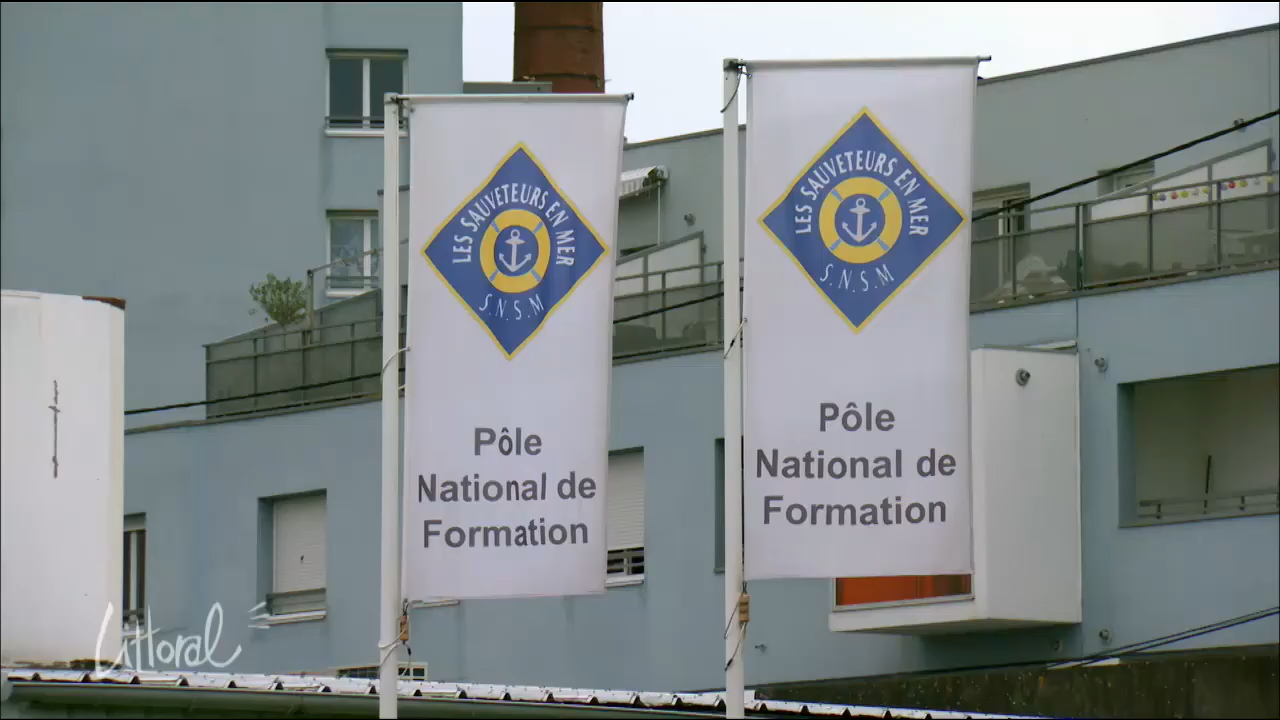 LES SAUVETEURS EN MER
S.N.S.M
Pôle
National de
Formation
LES SAUVETEURS EN MER
S.N.S.M
Pôle
National de
Formation
Littoral